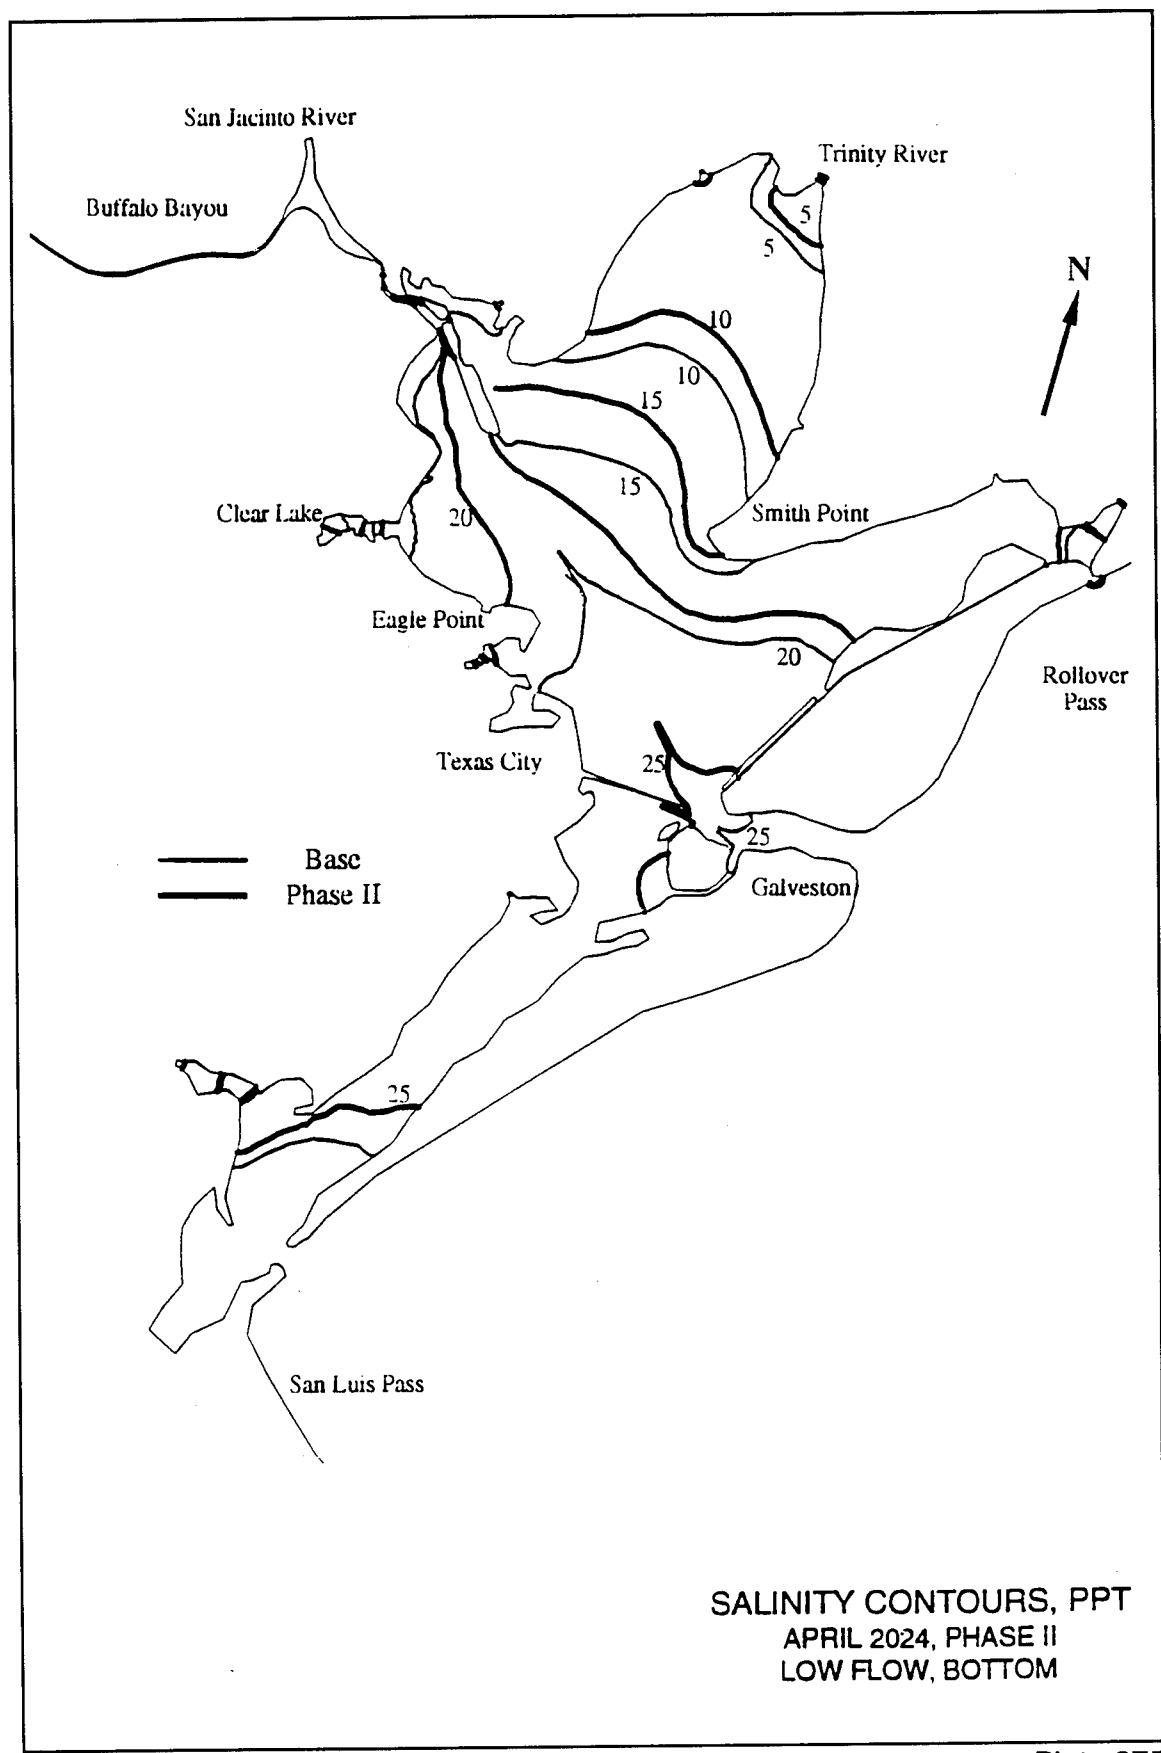 San Jacinto River
Trinity River
Buffalo Bayou
5
5
N
10
10
15
15
Smith Point
Clear Lake
20
Eagle Point
20
Rollover
Pass
Texas City
25
25
Base
Phase II
Galveston
25
San Luis Pass
SALINITY CONTOURS, PPT
APRIL 2024, PHASE II
LOW FLOW, BOTTOM